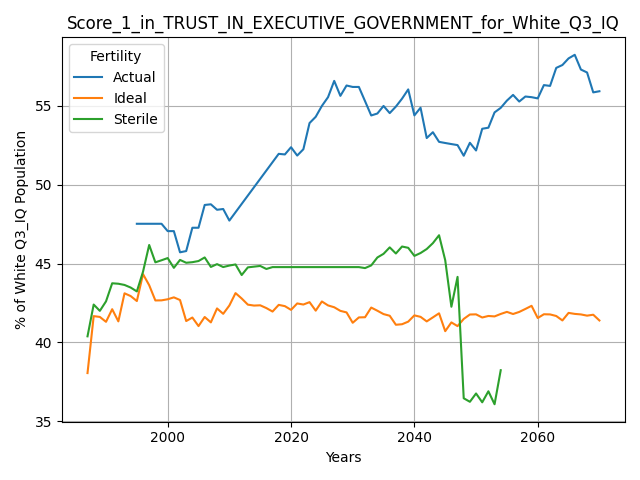 Score_1_in_TRUST_IN_EXECUTIVE_GOVERNMENT_for_White_Q3_IQ
Fertility
Actual
Ideal
Sterile
% of White Q3_IQ Population
55
50
45
40
35
2000
2020
2040
2060
Years